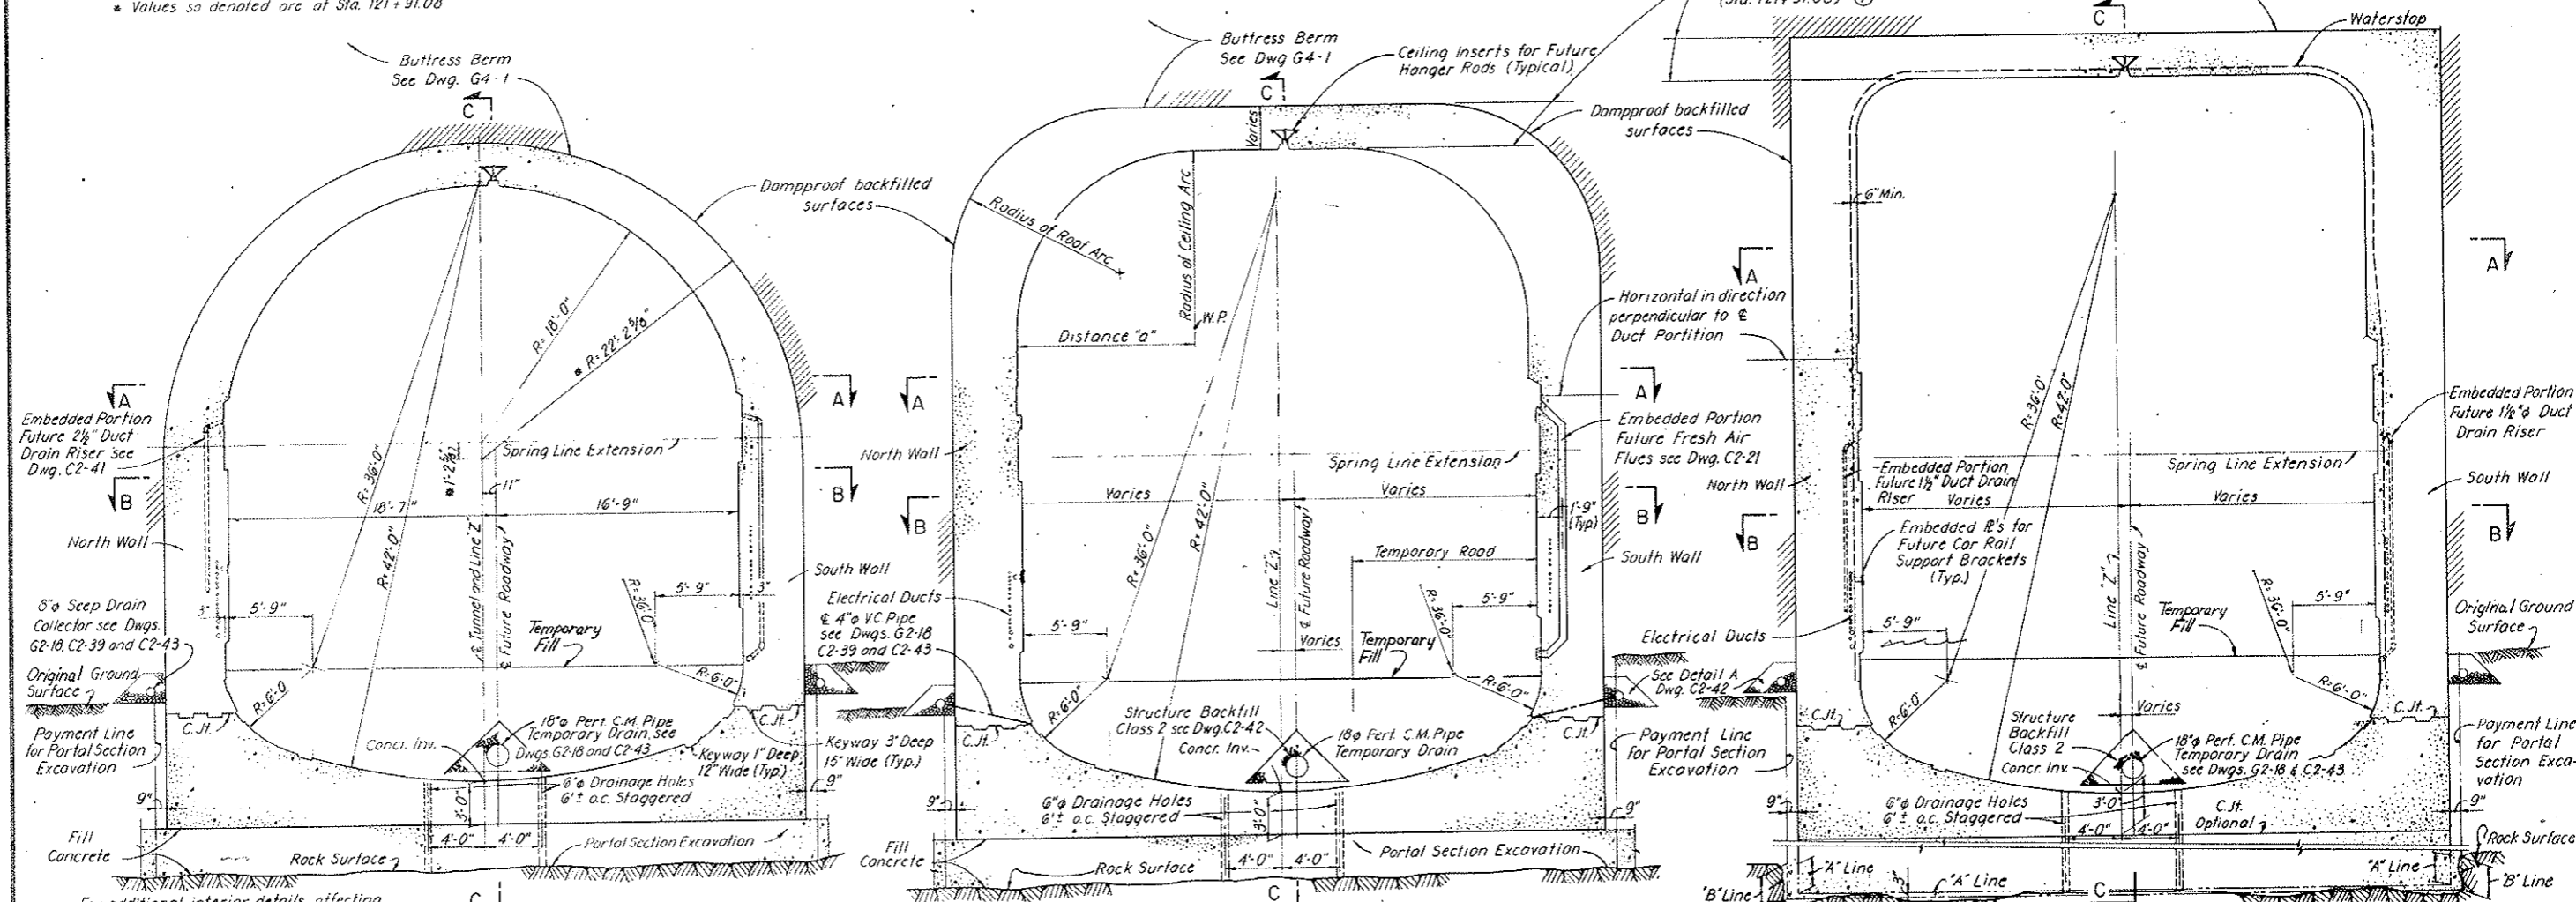 * Values so denoted are at Sta. 121+91.08
Buttress Berm
See Dwg. G4-1
C
Dampproof backfilled
surfaces
R=18'-0"
* R=22'-2⅝"
A
A
Embedded Portion
Future 2½" Duct
Drain Riser see
Dwg. C2-41
Spring Line Extension
R=36'-0"
11"
B
B
18'-7"
16'-9"
North Wall
R=42'-0"
South Wall
℄ Tunnel and Line "Z"
℄ Future Roadway
3"
5'-9"
R=36'-0"
5'-9"
3"
8"φ Seep Drain
Collector see Dwgs.
G2-18, C2-39 and C2-43
Temporary
Fill
Original Ground
Surface
R=6'-0
R=6'-0"
C.Jt.
C.Jt.
Payment Line
for Portal Section
Excavation
Concr. Inv.
18"φ Perf. C.M. Pipe
Temporary Drain, see
Dwgs. G2-18 and C2-43
Keyway 1" Deep
12" Wide (Typ.)
Keyway 3" Deep
15" Wide (Typ.)
6"φ Drainage Holes
6'± o.c. Staggered
9"
3'-0"
9"
4'-0"
4'-0"
Portal Section Excavation
Fill
Concrete
Rock Surface
C
For additional interior details affecting
Buttress Berm
See Dwg G4-1
C
Ceiling Inserts for Future
Hanger Rods (Typical)
Varies
Dampproof backfilled
surfaces
Radius of Roof Arc
Radius of Ceiling Arc
W.P.
Distance "a"
Horizontal in direction
perpendicular to ℄
Duct Partition
A
A
Embedded Portion
Future Fresh Air
Flues see Dwg. C2-21
North Wall
Spring Line Extension
Varies
Varies
R=36'-0"
R=42'-0"
1'-9"
(Typ)
B
B
Temporary Road
South Wall
Line "Z"
℄ Future Roadway
Electrical Ducts
℄ 4"φ V.C. Pipe
see Dwgs. G2-18
C2-39 and C2-43
5'-9"
R=36'-0"
5'-9"
Varies
Temporary
Fill
See Detail A
Dwg. C2-42
R=6'-0"
R=6'-0"
Structure Backfill
Class 2 see Dwg. C2-42
Concr. Inv.
18φ Perf. C.M. Pipe
Temporary Drain
C.Jt.
C.Jt.
Payment Line
for Portal Section
Excavation
6"φ Drainage Holes
6'± o.c. Staggered
9"
3'-0"
9"
4'-0"
4'-0"
Portal Section Excavation
Fill
Concrete
Rock Surface
C
(Sta. 121+91.08)
C
Waterstop
6" Min.
A
A
R=36'-0'
R=42'-0"
Embedded Portion
Future 1½"φ Duct
Drain Riser
North Wall
Embedded Portion
Future 1½" Duct Drain
Riser
Spring Line Extension
Varies
Varies
South Wall
B
B
Embedded ℞'s for
Future Car Rail
Support Brackets
(Typ.)
Line "Z"
℄ Future Roadway
Electrical Ducts
5'-9"
R=36'-0"
5'-9"
Temporary
Fill
Original Ground
Surface
R=6'-0'
R=6'-0"
C.Jt.
C.Jt.
Structure
Backfill
Class 2
Varies
Concr. Inv.
18"φ Perf. C.M. Pipe
Temporary Drain
see Dwgs. G2-18 & C2-43
Payment Line
for Portal
Section Exca-
vation
6"φ Drainage Holes
6'± o.c. Staggered
9"
3'-0"
4'-0"
4'-0"
C.Jt.
Optional
9"
Rock Surface
"A" Line
"A" Line
"A" Line
"B" Line
"B" Line
3"
C